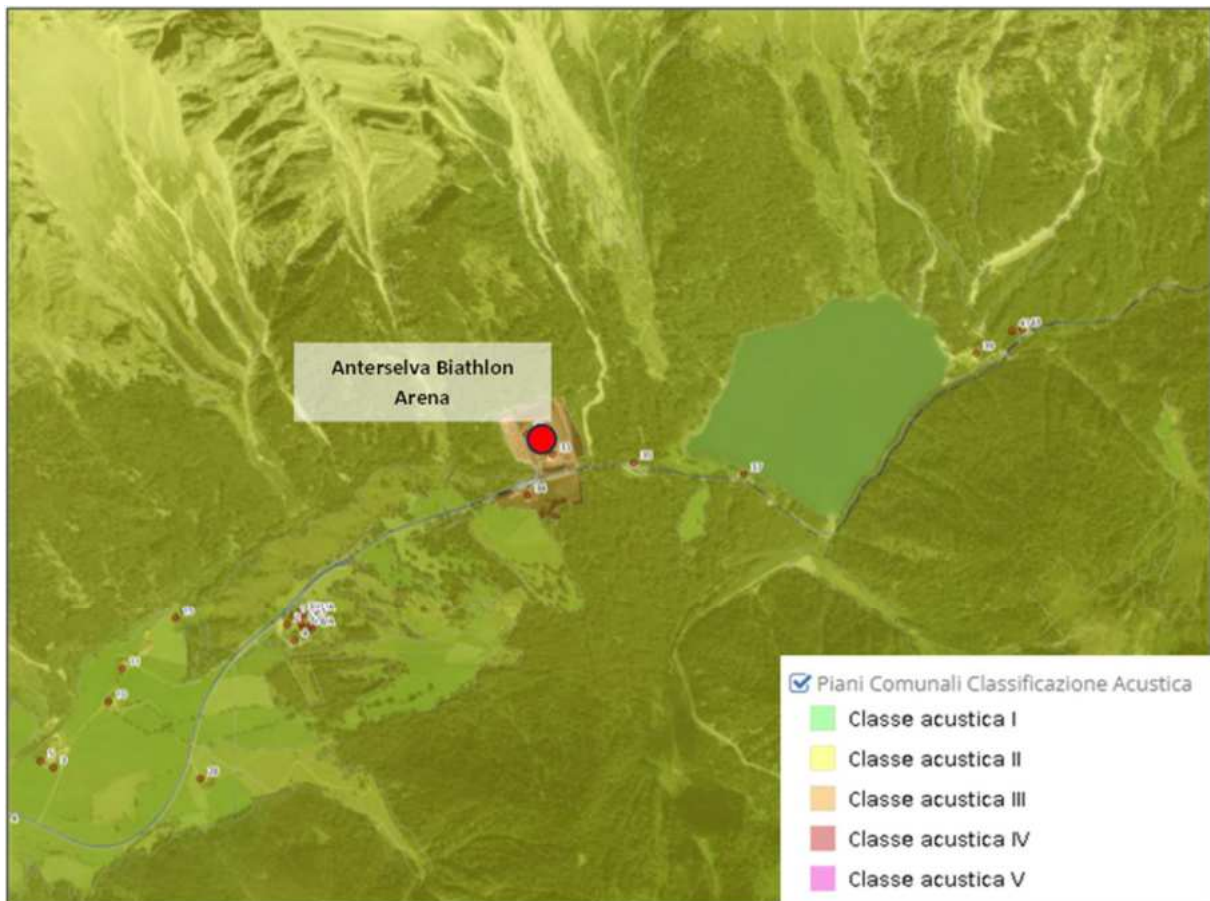 Anterselva Biathlon
Arena
37
Piani Comunali Classificazione Acustica
Classe acustica I
Classe acustica II
Classe acustica III
Classe acustica IV
Classe acustica V